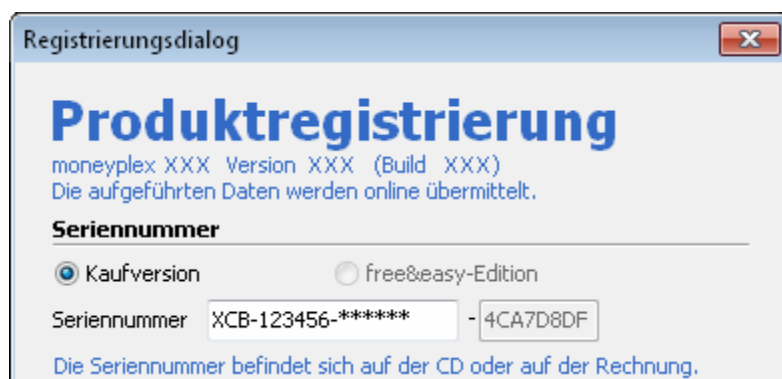 Registrierungsdialog
Produktregistrierung
moneyplex XXX Version XXX (Build XXX)
Die aufgeführten Daten werden online übermittelt.
Seriennummer
Kaufversion free&easy-Edition
Seriennummer XCB-123456-****** - 4CA7D8DF
Die Seriennummer befindet sich auf der CD oder auf der Rechnung.